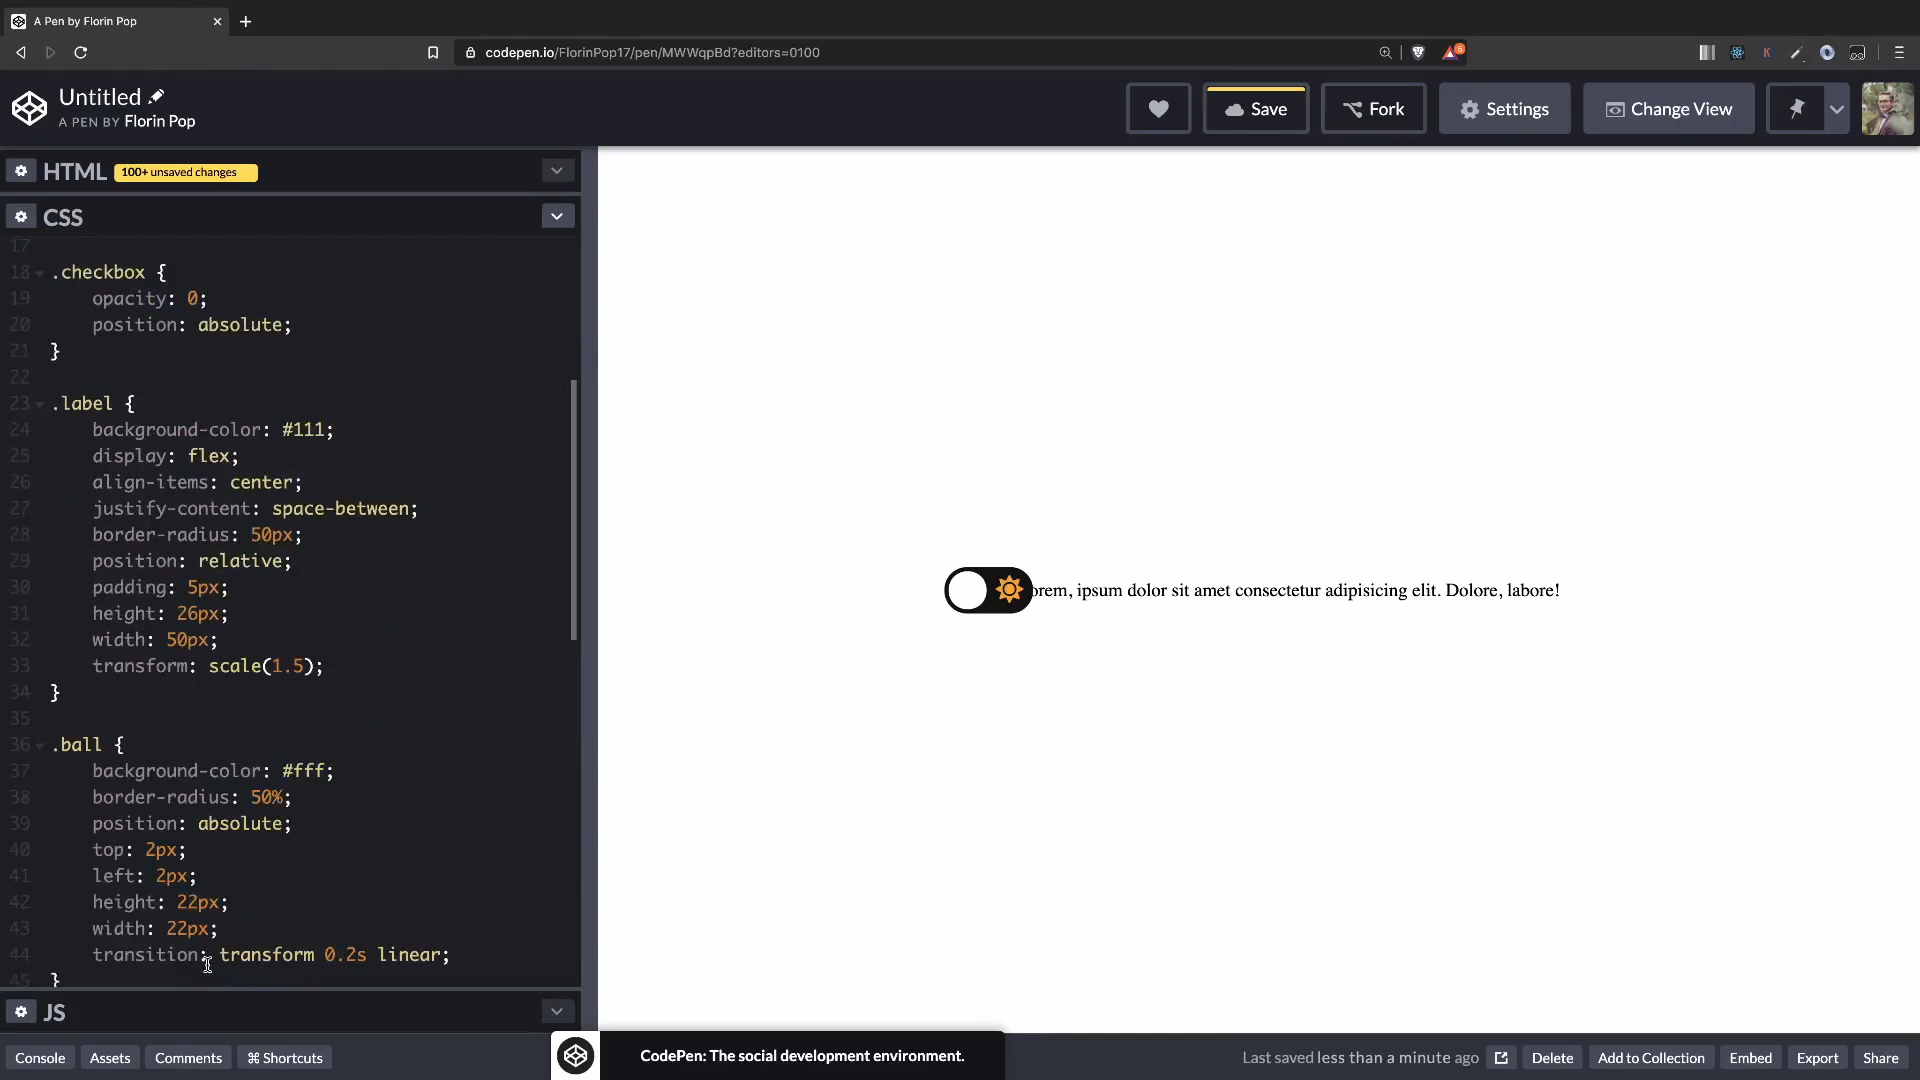 A Pen by Florin Pop
codepen.io/FlorinPop17/pen/MWWqpBd?editors=0100
5
K
Untitled
A PEN BY Florin Pop
Save
Fork
Settings
Change View
HTML
100+ unsaved changes
CSS
17
18 .checkbox {
19 opacity: 0;
20 position: absolute;
21 }
22
23 .label {
24 background-color: #111;
25 display: flex;
26 align-items: center;
27 justify-content: space-between;
28 border-radius: 50px;
29 position: relative;
30 padding: 5px;
31 height: 26px;
32 width: 50px;
33 transform: scale(1.5);
34 }
35
36 .ball {
37 background-color: #fff;
38 border-radius: 50%;
39 position: absolute;
40 top: 2px;
41 left: 2px;
42 height: 22px;
43 width: 22px;
44 transition: transform 0.2s linear;
45 }
orem, ipsum dolor sit amet consectetur adipisicing elit. Dolore, labore!
JS
Console
Assets
Comments
⌘ Shortcuts
CodePen: The social development environment.
Last saved less than a minute ago
Delete
Add to Collection
Embed
Export
Share